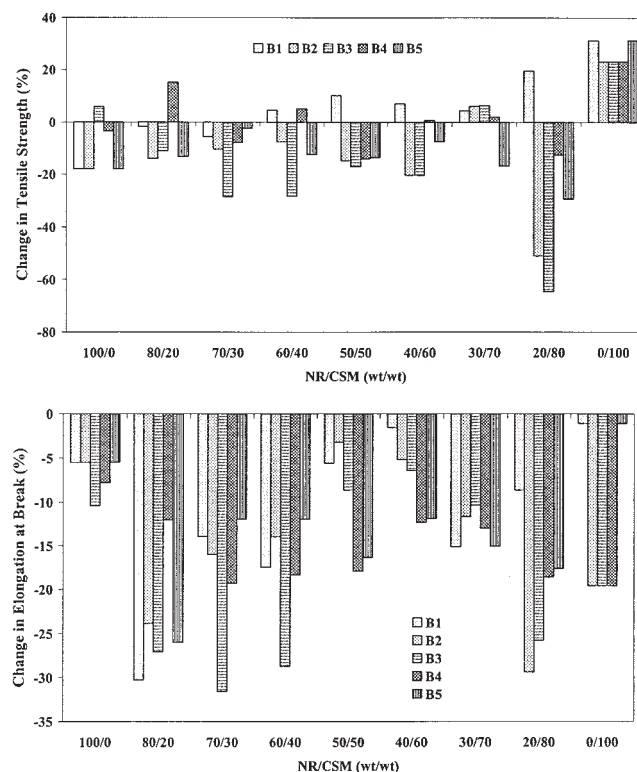 40
20
0
-20
-40
-60
-80
Change in Tensile Strength (%)
B1 B2 B3 B4 B5
100/0 80/20 70/30 60/40 50/50 40/60 30/70 20/80 0/100
NR/CSM (wt/wt)
0
-5
-10
-15
-20
-25
-30
-35
Change in Elongation at Break (%)
B1
B2
B3
B4
B5
100/0 80/20 70/30 60/40 50/50 40/60 30/70 20/80 0/100
NR/CSM (wt/wt)